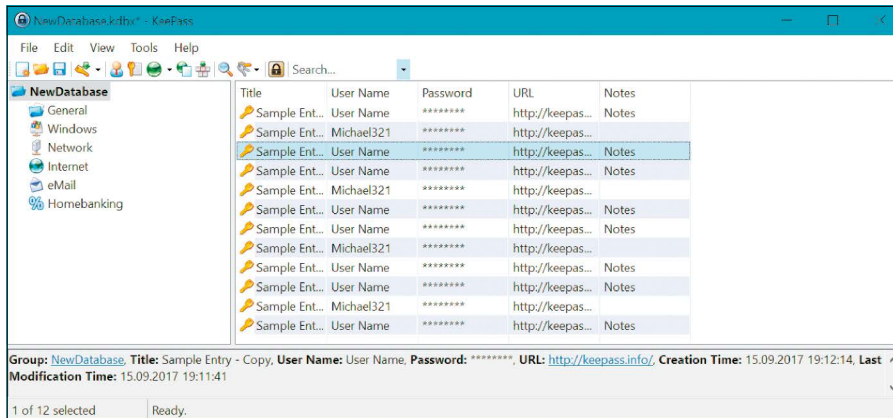 NewDatabase.kdbx* - KeePass
File Edit View Tools Help
Search...
NewDatabase
General
Windows
Network
Internet
eMail
Homebanking
Title User Name Password URL Notes
Sample Ent... User Name ******** http://keepas... Notes
Sample Ent... Michael321 ******** http://keepas...
Sample Ent... User Name ******** http://keepas... Notes
Sample Ent... User Name ******** http://keepas... Notes
Sample Ent... Michael321 ******** http://keepas...
Sample Ent... User Name ******** http://keepas... Notes
Sample Ent... User Name ******** http://keepas... Notes
Sample Ent... Michael321 ******** http://keepas...
Sample Ent... User Name ******** http://keepas... Notes
Sample Ent... User Name ******** http://keepas... Notes
Sample Ent... Michael321 ******** http://keepas...
Sample Ent... User Name ******** http://keepas... Notes
Group: NewDatabase, Title: Sample Entry - Copy, User Name: User Name, Password: ********, URL: http://keepass.info/, Creation Time: 15.09.2017 19:12:14, Last
Modification Time: 15.09.2017 19:11:41
1 of 12 selected Ready.